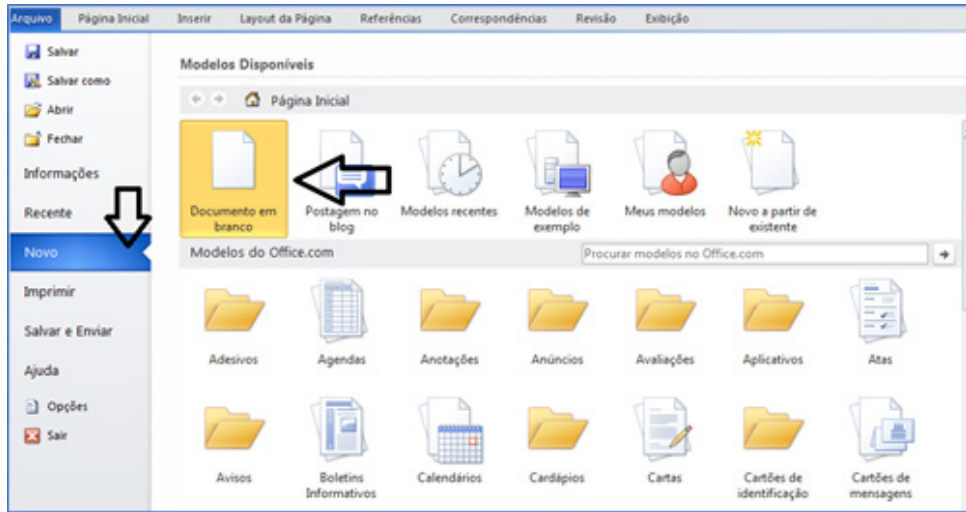 Arquivo Página Inicial Inserir Layout da Página Referências Correspondências Revisão Exibição
Salvar
Salvar como
Abrir
Fechar
Informações
Recente
Novo
Imprimir
Salvar e Enviar
Ajuda
Opções
Sair
Modelos Disponíveis
Página Inicial
Documento em
branco
Postagem no
blog
Modelos recentes
Modelos de
exemplo
Meus modelos
Novo a partir de
existente
Modelos do Office.com
Procurar modelos no Office.com
Adesivos
Agendas
Anotações
Anúncios
Avaliações
Aplicativos
Atas
Avisos
Boletins
Informativos
Calendários
Cardápios
Cartas
Cartões de
identificação
Cartões de
mensagens